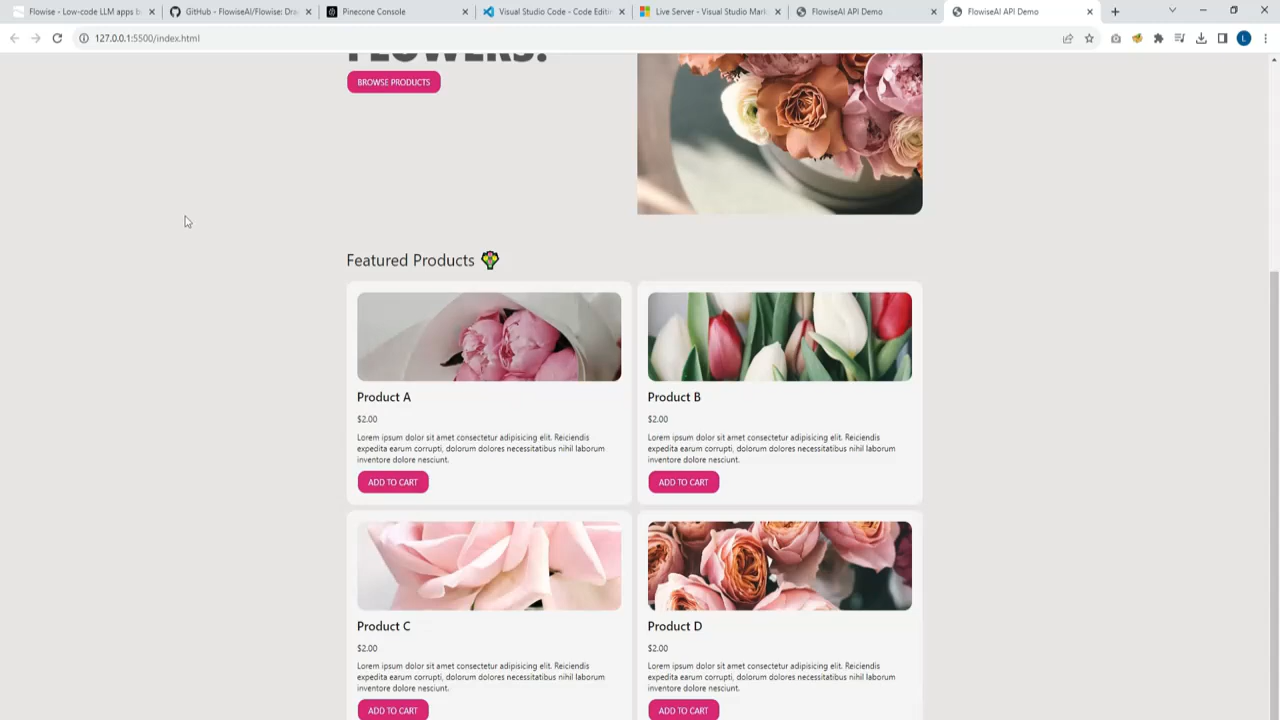 Flowise - Low-code LLM apps b
GitHub - FlowiseAI/Flowise: Dra
Pinecone Console
Visual Studio Code - Code Editin
Live Server - Visual Studio Mark
FlowiseAI API Demo
FlowiseAI API Demo
127.0.0.1:5500/index.html
L
FLOWERS!
BROWSE PRODUCTS
Featured Products
Product A
$2.00
Lorem ipsum dolor sit amet consectetur adipisicing elit. Reiciendis
expedita earum corrupti, dolorum dolores necessitatibus nihil laborum
inventore dolore nesciunt.
ADD TO CART
Product B
$2.00
Lorem ipsum dolor sit amet consectetur adipisicing elit. Reiciendis
expedita earum corrupti, dolorum dolores necessitatibus nihil laborum
inventore dolore nesciunt.
ADD TO CART
Product C
$2.00
Lorem ipsum dolor sit amet consectetur adipisicing elit. Reiciendis
expedita earum corrupti, dolorum dolores necessitatibus nihil laborum
inventore dolore nesciunt.
ADD TO CART
Product D
$2.00
Lorem ipsum dolor sit amet consectetur adipisicing elit. Reiciendis
expedita earum corrupti, dolorum dolores necessitatibus nihil laborum
inventore dolore nesciunt.
ADD TO CART